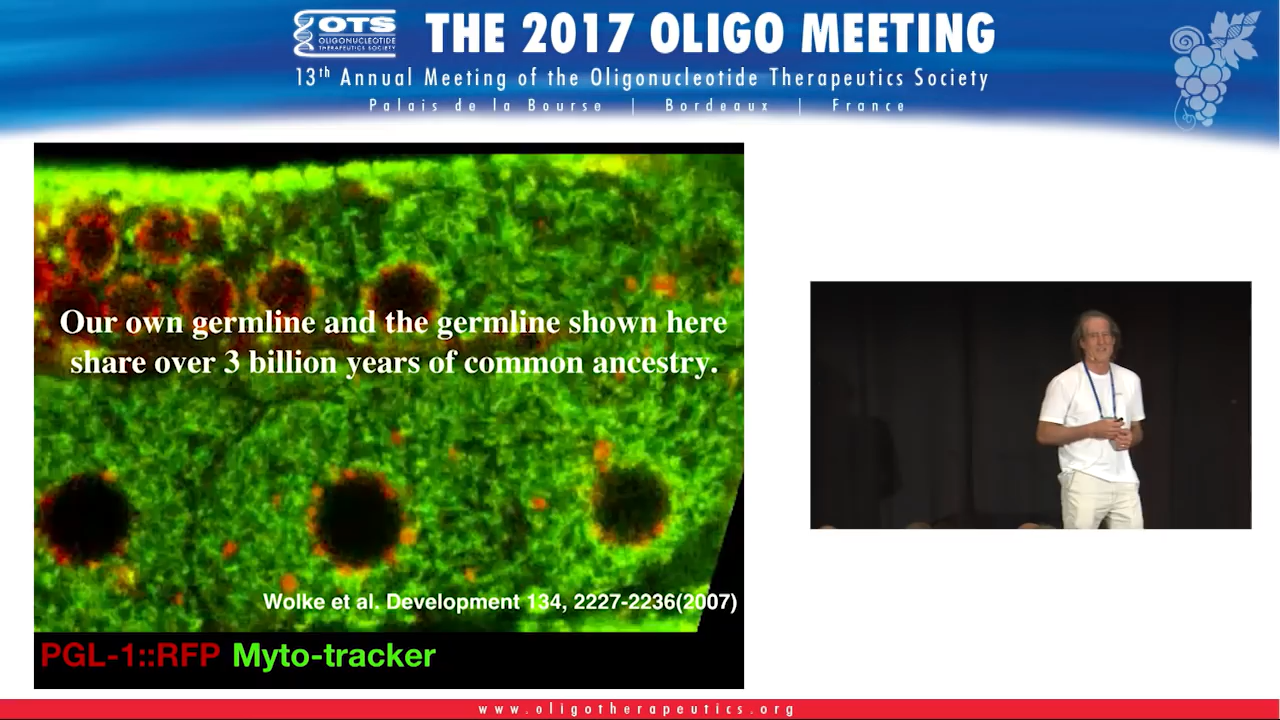 OTS
OLIGONUCLEOTIDE
THERAPEUTICS SOCIETY
THE 2017 OLIGO MEETING
13th Annual Meeting of the Oligonucleotide Therapeutics Society
Palais de la Bourse | Bordeaux | France
Our own germline and the germline shown here
share over 3 billion years of common ancestry.
Wolke et al. Development 134, 2227-2236(2007)
PGL-1::RFP Myto-tracker
www.oligotherapeutics.org